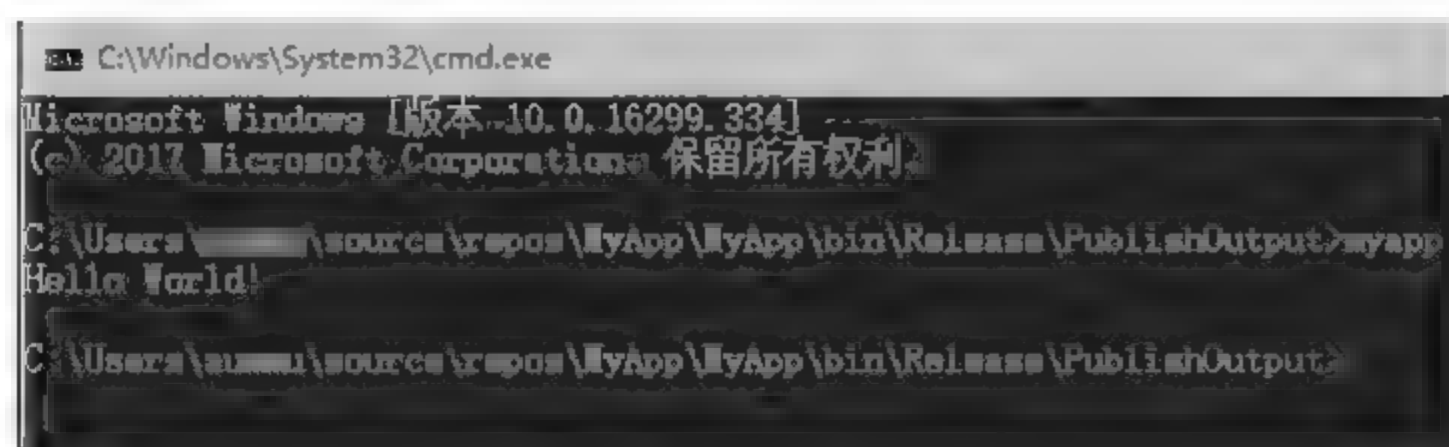 C:\Windows\System32\cmd.exe
Microsoft Windows [版本 10.0.16299.334]
(c) 2017 Microsoft Corporation。保留所有权利。
C:\Users\ \source\repos\MyApp\MyApp\bin\Release\PublishOutput>myapp
Hello World!
C:\Users\ \source\repos\MyApp\MyApp\bin\Release\PublishOutput>